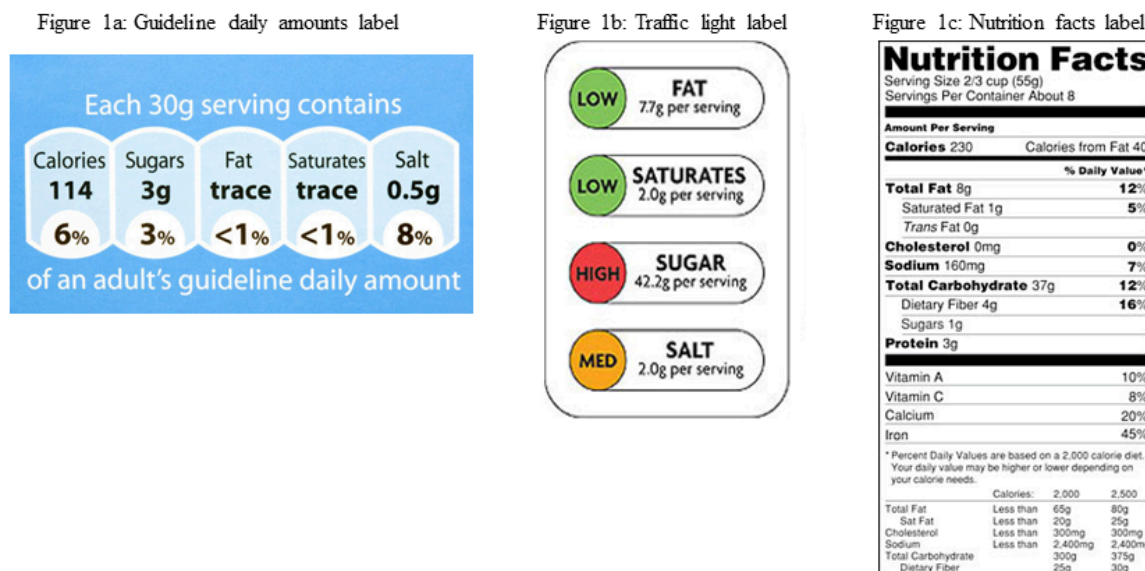 Figure 1a: Guideline daily amounts label
Each 30g serving contains
Calories Sugars Fat Saturates Salt
114 3g trace trace 0.5g
6% 3% <1% <1% 8%
of an adult's guideline daily amount
Figure 1b: Traffic light label
LOW FAT
7.7g per serving
LOW SATURATES
2.0g per serving
HIGH SUGAR
42.2g per serving
MED SALT
2.0g per serving
Figure 1c: Nutrition facts label
Nutrition Facts
Serving Size 2/3 cup (55g)
Servings Per Container About 8
Amount Per Serving
Calories 230 Calories from Fat 40
% Daily Value*
Total Fat 8g 12%
Saturated Fat 1g 5%
Trans Fat 0g
Cholesterol 0mg 0%
Sodium 160mg 7%
Total Carbohydrate 37g 12%
Dietary Fiber 4g 16%
Sugars 1g
Protein 3g
Vitamin A 10%
Vitamin C 8%
Calcium 20%
Iron 45%
* Percent Daily Values are based on a 2,000 calorie diet.
Your daily value may be higher or lower depending on
your calorie needs.
Calories: 2,000 2,500
Total Fat Less than 65g 80g
Sat Fat Less than 20g 25g
Cholesterol Less than 300mg 300mg
Sodium Less than 2,400mg 2,400mg
Total Carbohydrate 300g 375g
Dietary Fiber 25g 30g